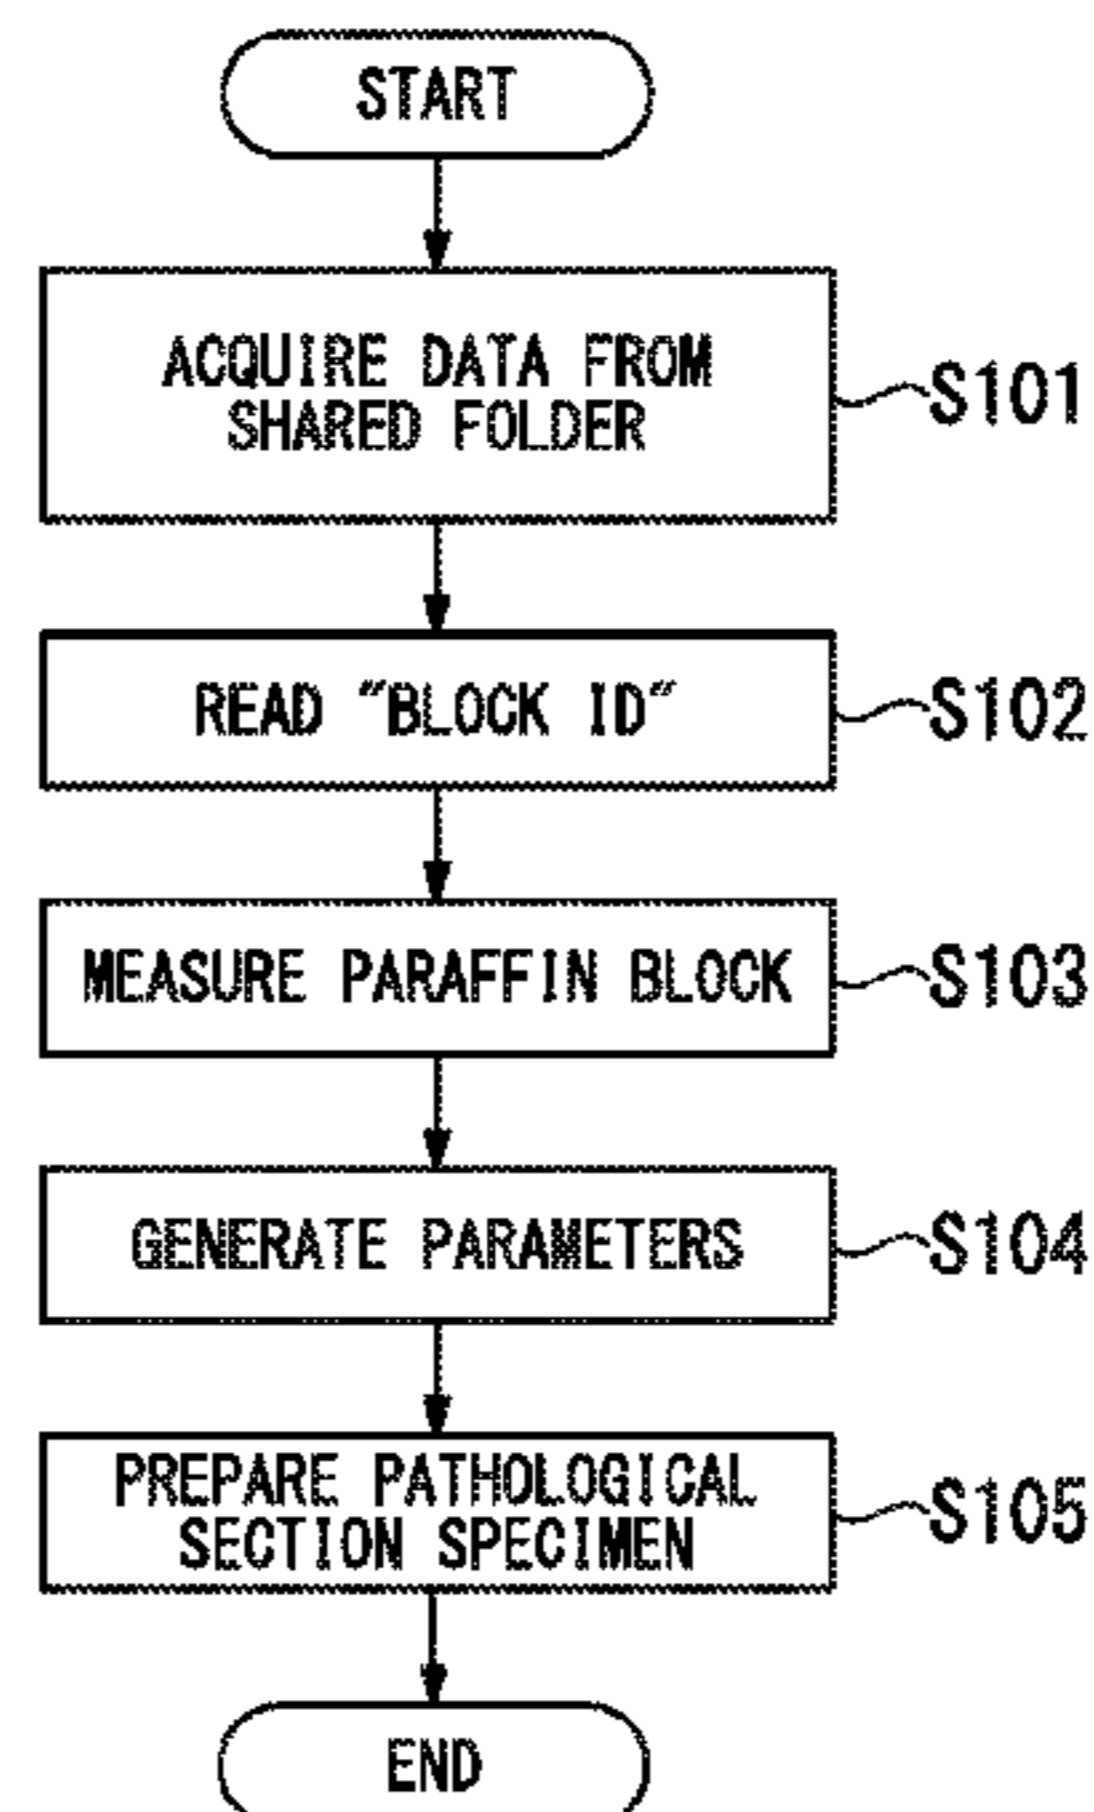 START
ACQUIRE DATA FROM
SHARED FOLDER
S101
READ "BLOCK ID"
S102
MEASURE PARAFFIN BLOCK
S103
GENERATE PARAMETERS
S104
PREPARE PATHOLOGICAL
SECTION SPECIMEN
S105
END